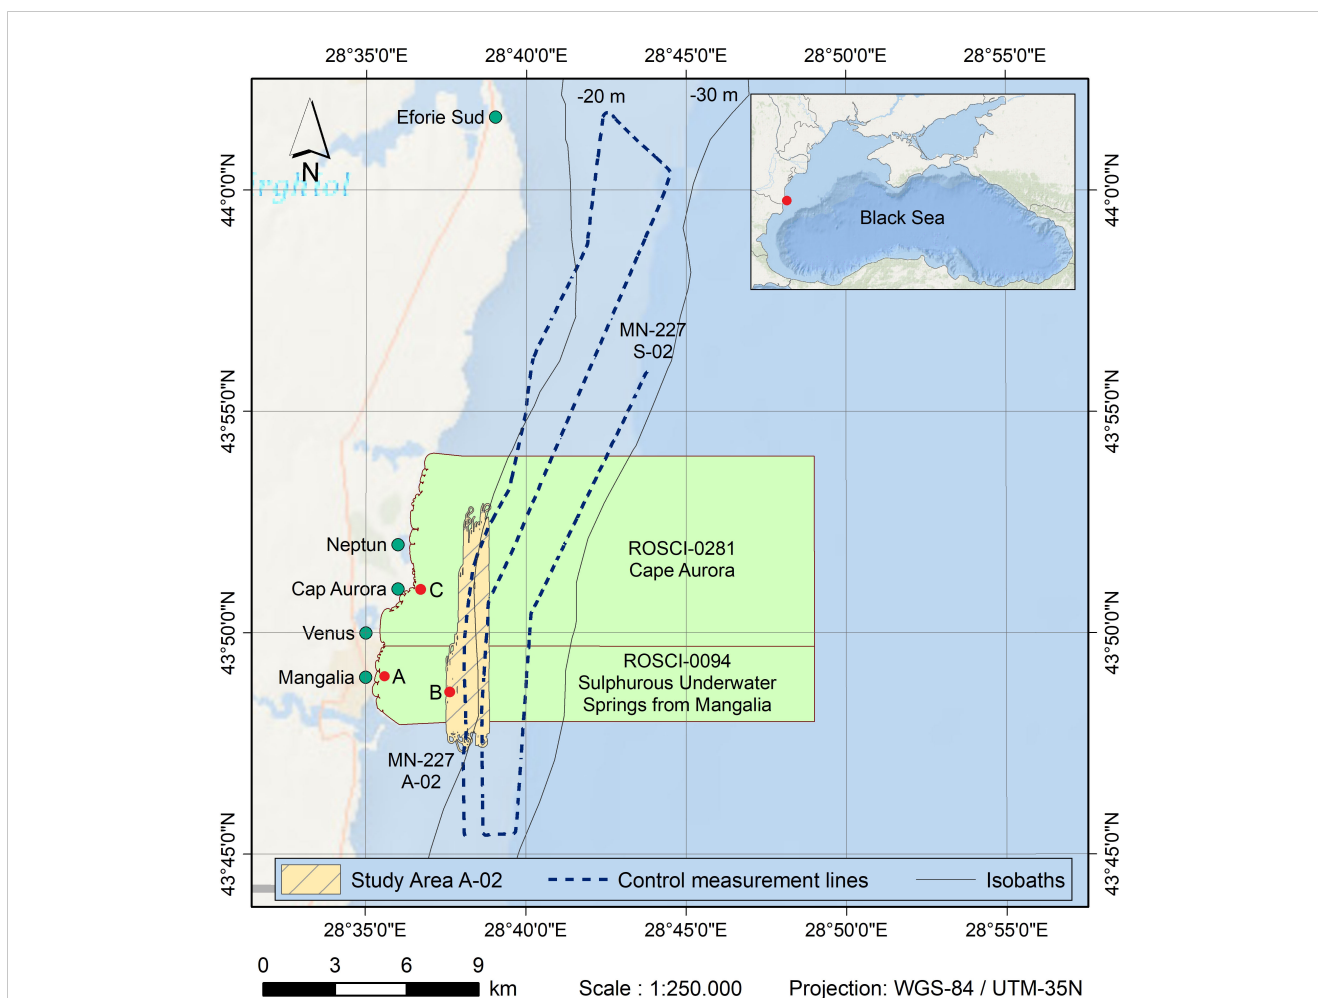 28°35'0"E 28°40'0"E 28°45'0"E 28°50'0"E 28°55'0"E
-20 m
-30 m
Eforie Sud
N
44°0'0"N
44°0'0"N
Black Sea
MN-227
S-02
43°55'0"N
43°55'0"N
Neptun
ROSCI-0281
Cape Aurora
Cap Aurora
C
Venus
43°50'0"N
43°50'0"N
ROSCI-0094
Sulphurous Underwater
Springs from Mangalia
Mangalia
A
B
MN-227
A-02
43°45'0"N
43°45'0"N
Study Area A-02
Control measurement lines
Isobaths
28°35'0"E 28°40'0"E 28°45'0"E 28°50'0"E 28°55'0"E
0 3 6 9
km
Scale : 1:250.000
Projection: WGS-84 / UTM-35N